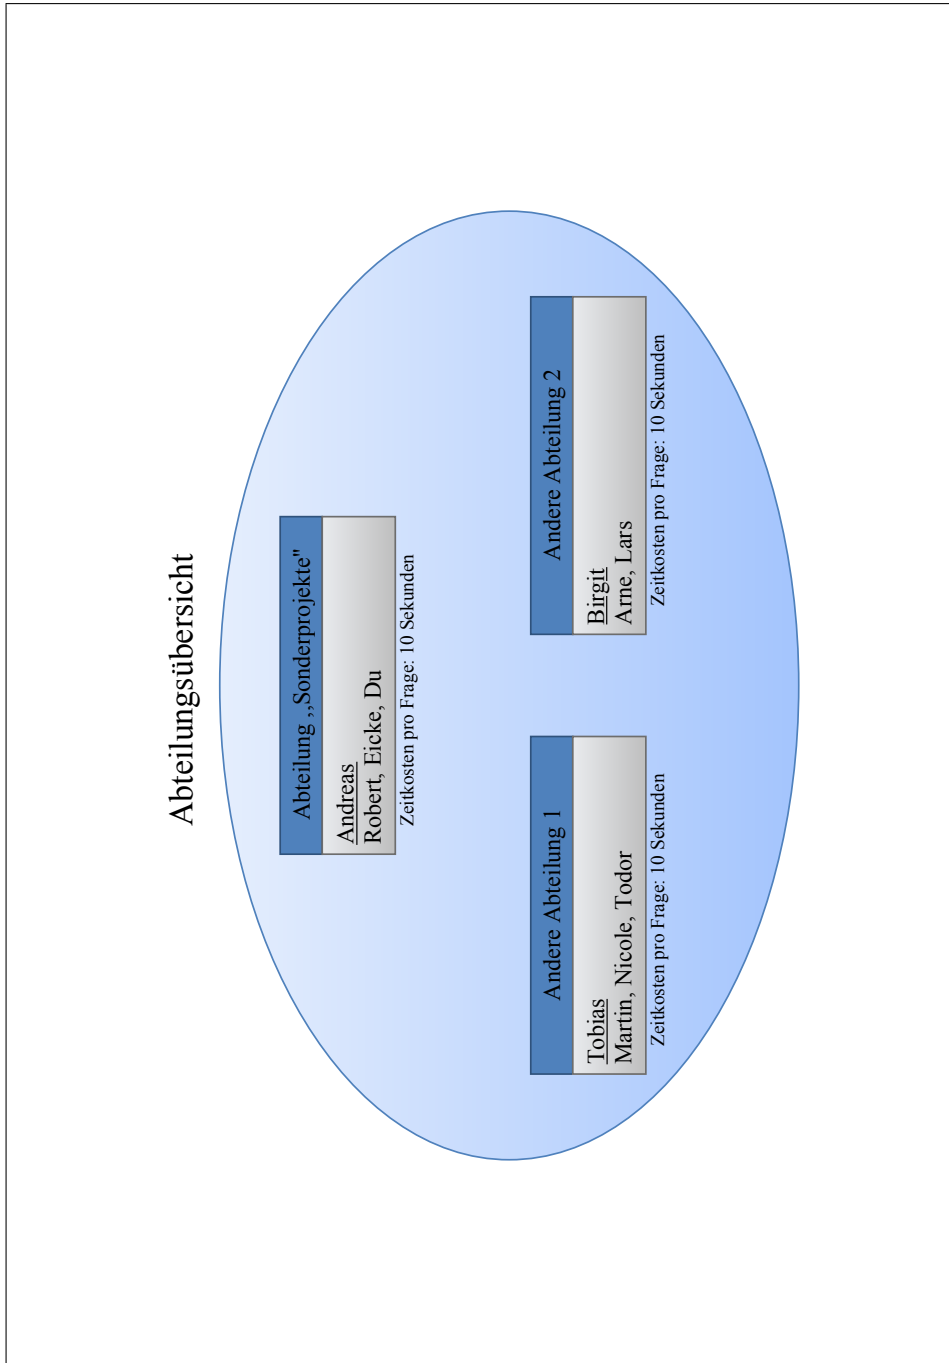 Abteilungsübersicht
Abteilung ,,Sonderprojekte"
Andreas
Robert, Eicke, Du
Zeitkosten pro Frage: 10 Sekunden
Andere Abteilung 1
Tobias
Martin, Nicole, Todor
Zeitkosten pro Frage: 10 Sekunden
Andere Abteilung 2
Birgit
Arne, Lars
Zeitkosten pro Frage: 10 Sekunden